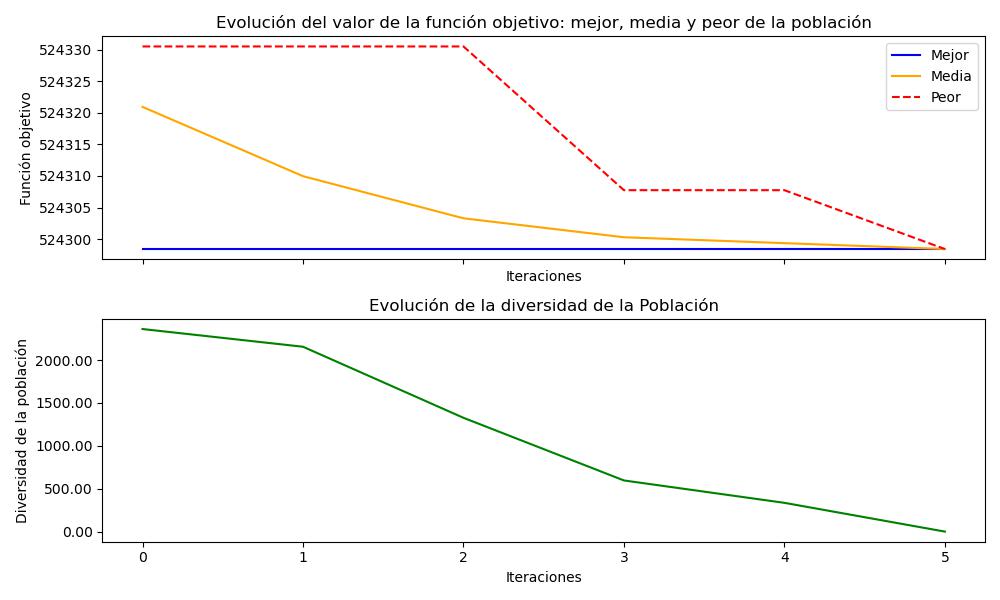 Evolución del valor de la función objetivo: mejor, media y peor de la población
Función objetivo
524330
524325
524320
524315
524310
524305
524300
Mejor
Media
Peor
Iteraciones
Evolución de la diversidad de la Población
Diversidad de la población
2000.00
1500.00
1000.00
500.00
0.00
0 1 2 3 4 5
Iteraciones